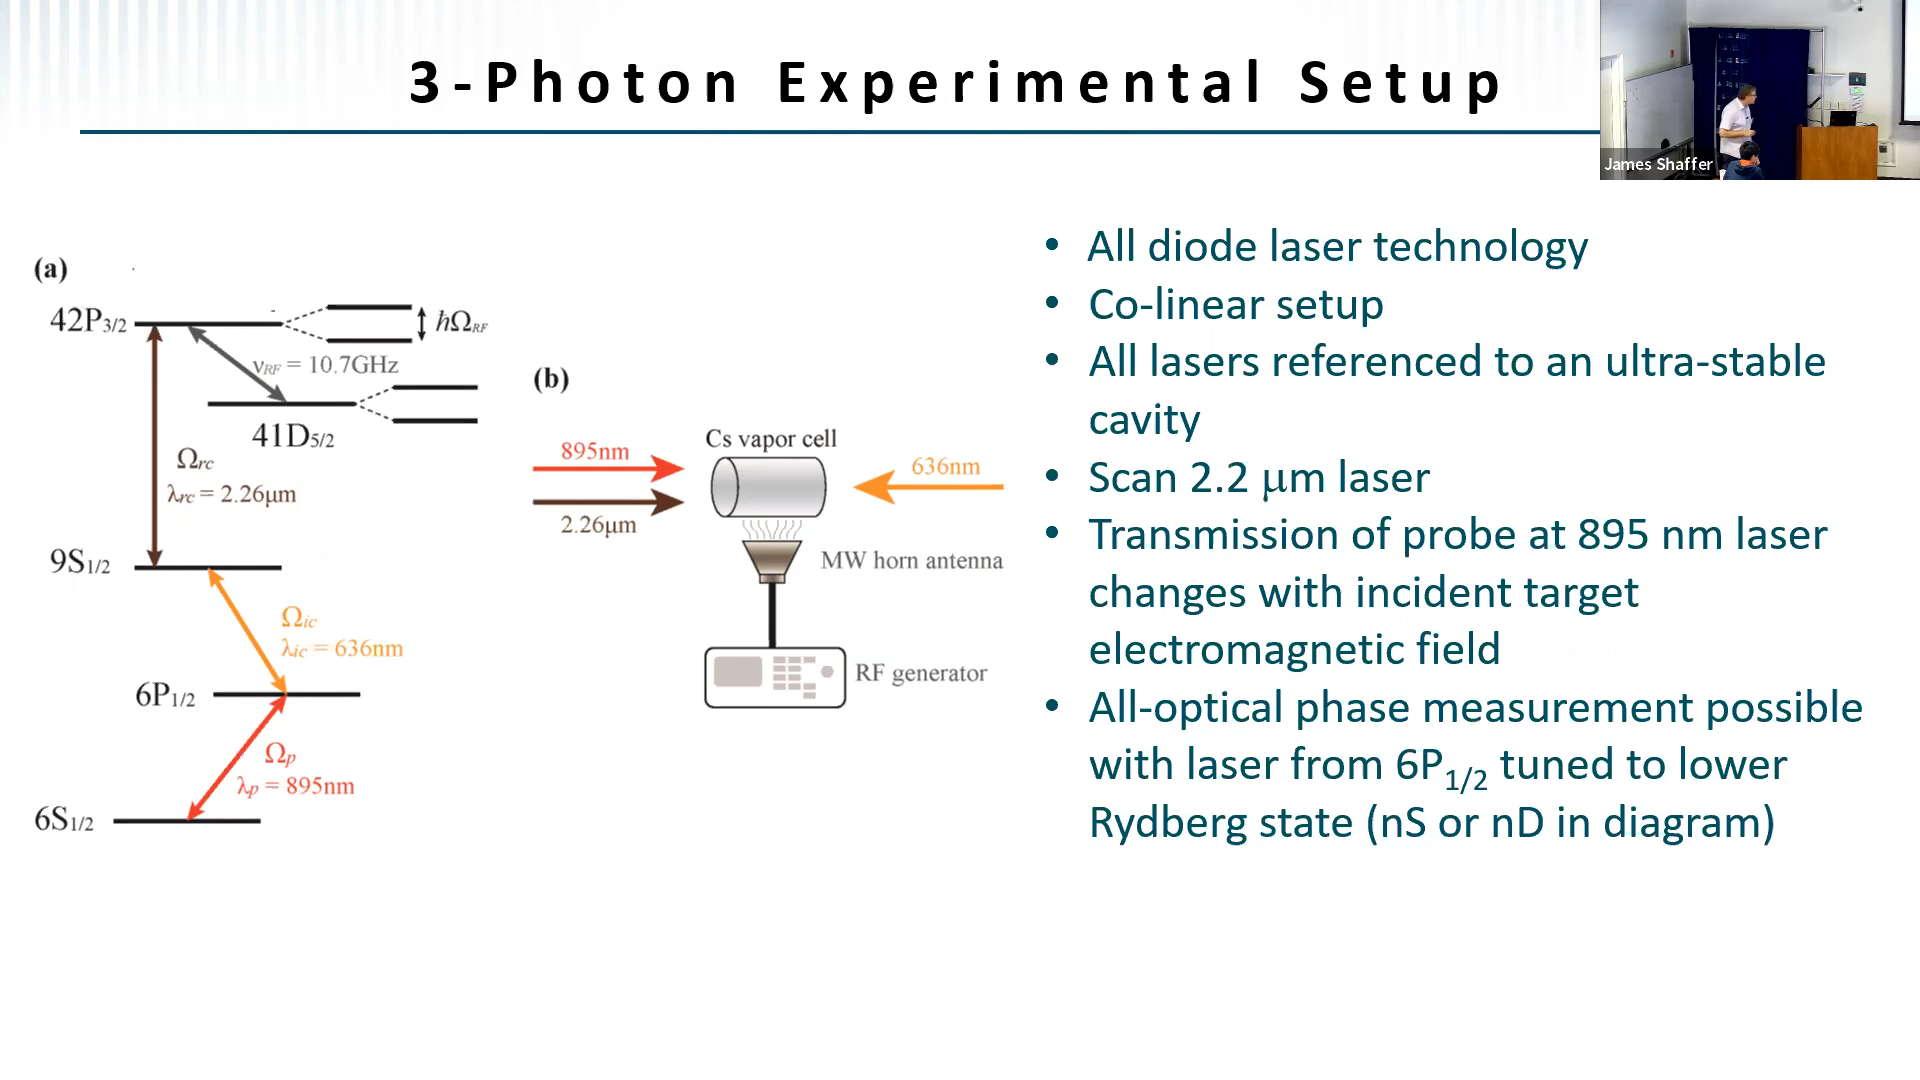 3-Photon Experimental Setup
James Shaffer
(a)
42P3/2
ħΩRF
νRF = 10.7GHz
41D5/2
Ωrc
λrc = 2.26μm
9S1/2
Ωic
λic = 636nm
6P1/2
Ωp
λp = 895nm
6S1/2
(b)
Cs vapor cell
895nm
636nm
2.26μm
MW horn antenna
RF generator
• All diode laser technology
• Co-linear setup
• All lasers referenced to an ultra-stable
cavity
• Scan 2.2 μm laser
• Transmission of probe at 895 nm laser
changes with incident target
electromagnetic field
• All-optical phase measurement possible
with laser from 6P1/2 tuned to lower
Rydberg state (nS or nD in diagram)